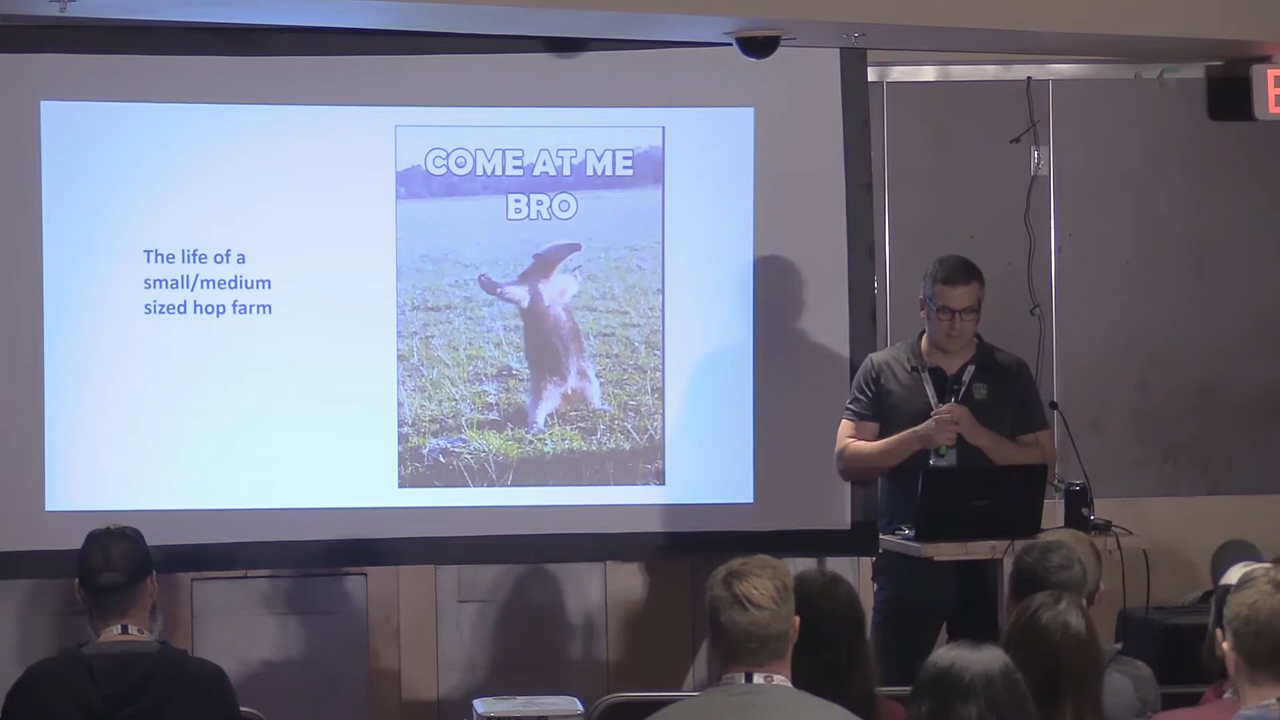 The life of a
small/medium
sized hop farm
COME AT ME
BRO
E